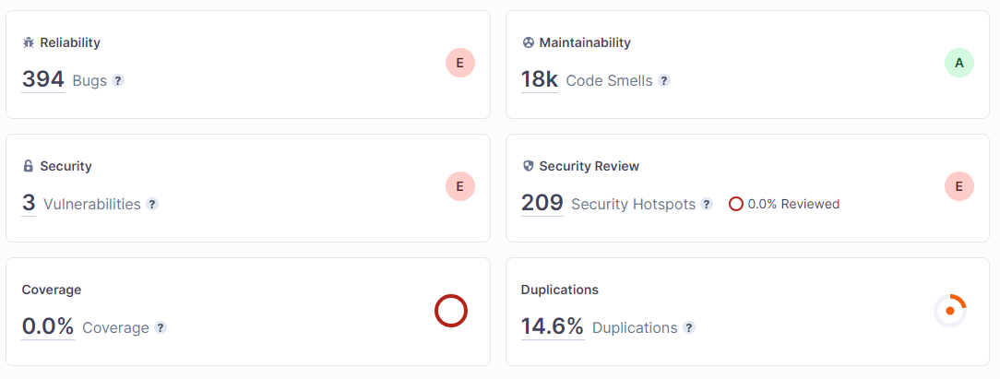 Reliability
394 Bugs ?
E
Maintainability
18k Code Smells ?
A
Security
3 Vulnerabilities ?
E
Security Review
209 Security Hotspots ? 0.0% Reviewed
E
Coverage
0.0% Coverage ?
Duplications
14.6% Duplications ?